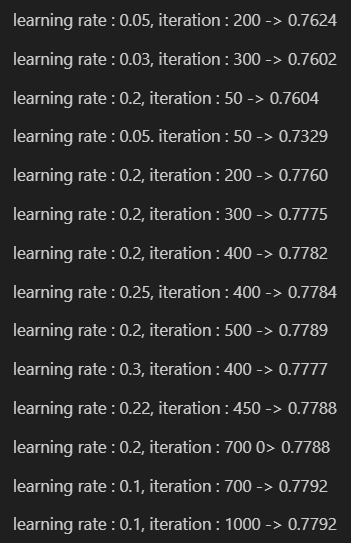 learning rate : 0.05, iteration : 200 -> 0.7624
learning rate : 0.03, iteration : 300 -> 0.7602
learning rate : 0.2, iteration : 50 -> 0.7604
learning rate : 0.05. iteration : 50 -> 0.7329
learning rate : 0.2, iteration : 200 -> 0.7760
learning rate : 0.2, iteration : 300 -> 0.7775
learning rate : 0.2, iteration : 400 -> 0.7782
learning rate : 0.25, iteration : 400 -> 0.7784
learning rate : 0.2, iteration : 500 -> 0.7789
learning rate : 0.3, iteration : 400 -> 0.7777
learning rate : 0.22, iteration : 450 -> 0.7788
learning rate : 0.2, iteration : 700 0> 0.7788
learning rate : 0.1, iteration : 700 -> 0.7792
learning rate : 0.1, iteration : 1000 -> 0.7792